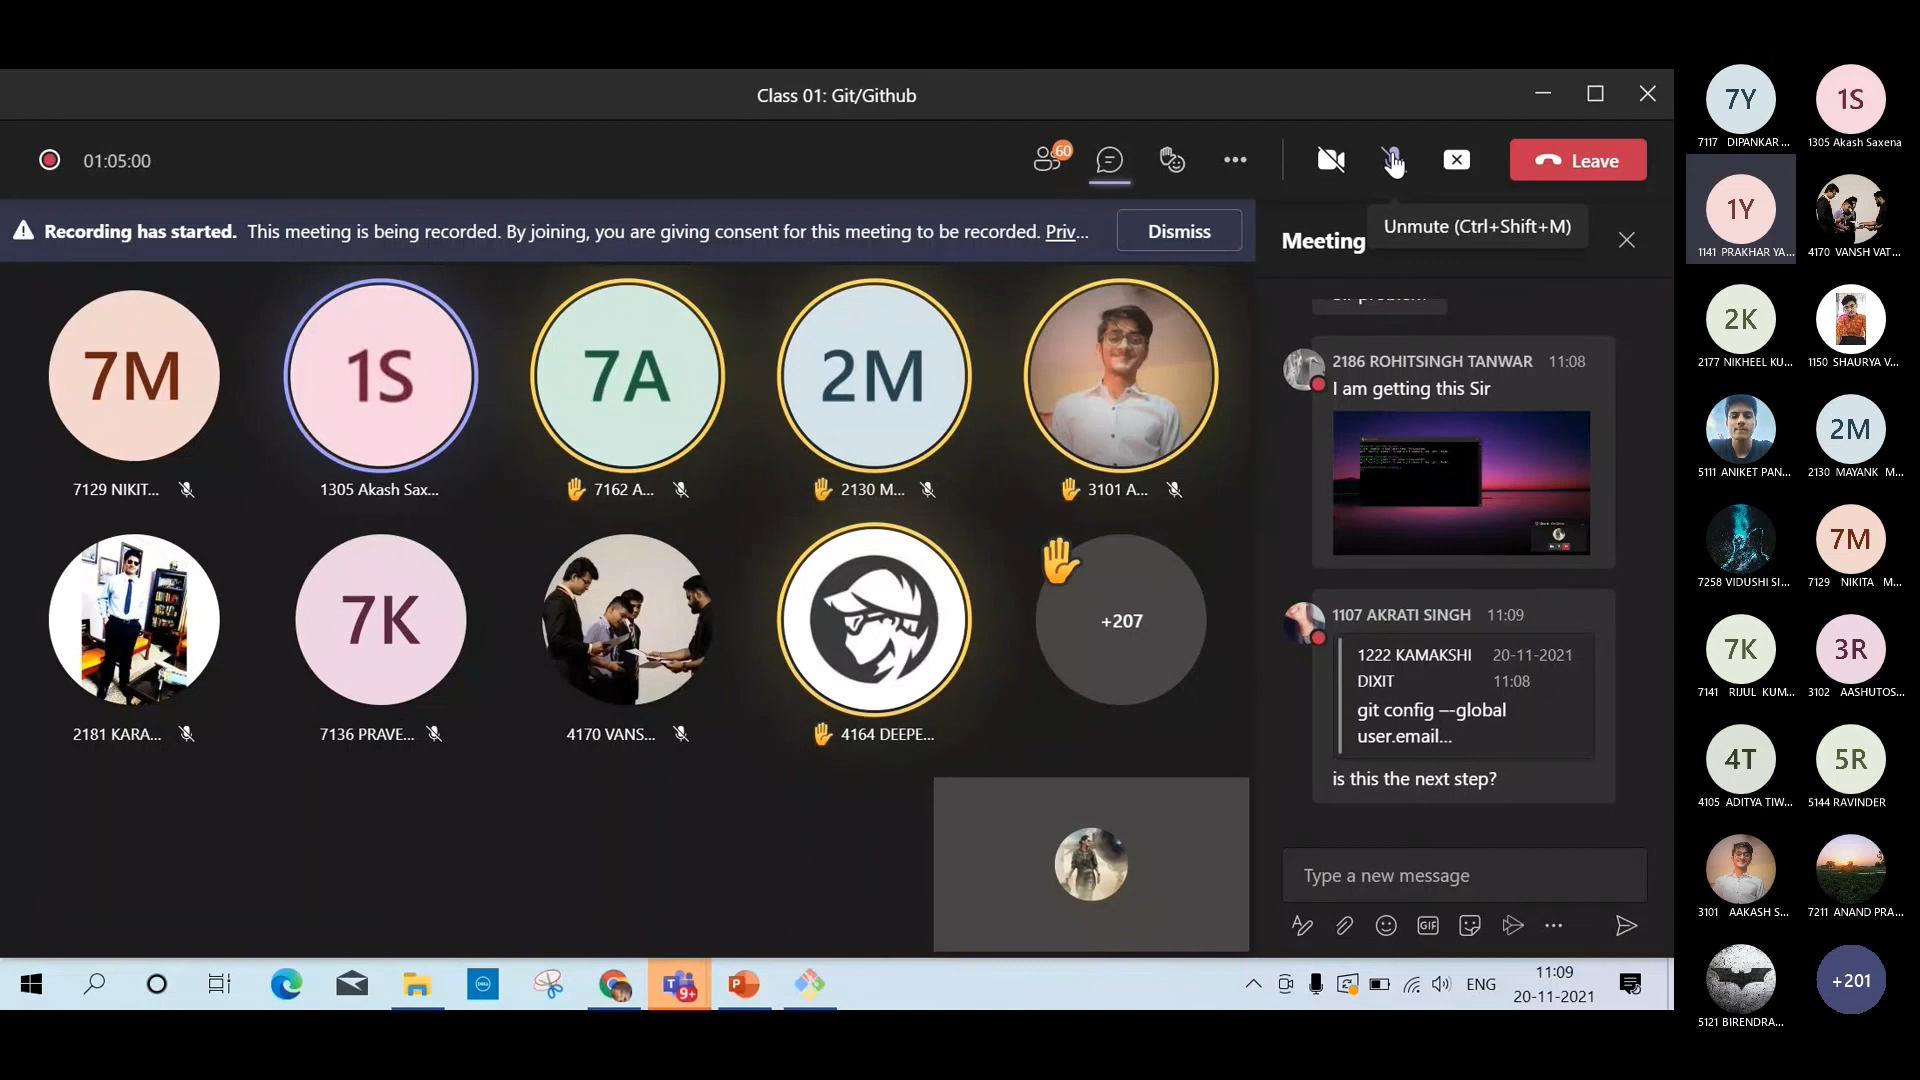 Class 01: Git/Github
01:05:00
60
Leave
Recording has started. This meeting is being recorded. By joining, you are giving consent for this meeting to be recorded. Priv...
Dismiss
Unmute (Ctrl+Shift+M)
Meeting
7M
1S
7A
2M
7129 NIKIT...
1305 Akash Sax...
7162 A...
2130 M...
3101 A...
7K
+207
2181 KARA...
7136 PRAVE...
4170 VANS...
4164 DEEPE...
2186 ROHITSINGH TANWAR 11:08
I am getting this Sir
1107 AKRATI SINGH 11:09
1222 KAMAKSHI 20-11-2021
DIXIT 11:08
git config –-global
user.email...
is this the next step?
Type a new message
GIF
DELL
9+
P
ENG
11:09
20-11-2021
7Y
1S
7117 DIPANKAR ...
1305 Akash Saxena
1Y
1141 PRAKHAR YA...
4170 VANSH VAT...
2K
2177 NIKHEEL KU...
1150 SHAURYA V...
2M
5111 ANIKET PAN...
2130 MAYANK M...
7M
7258 VIDUSHI SI...
7129 NIKITA M...
7K
3R
7141 RIJUL KUM...
3102 AASHUTOS...
4T
5R
4105 ADITYA TIW...
5144 RAVINDER
3101 AAKASH S...
7211 ANAND PRA...
+201
5121 BIRENDRA...